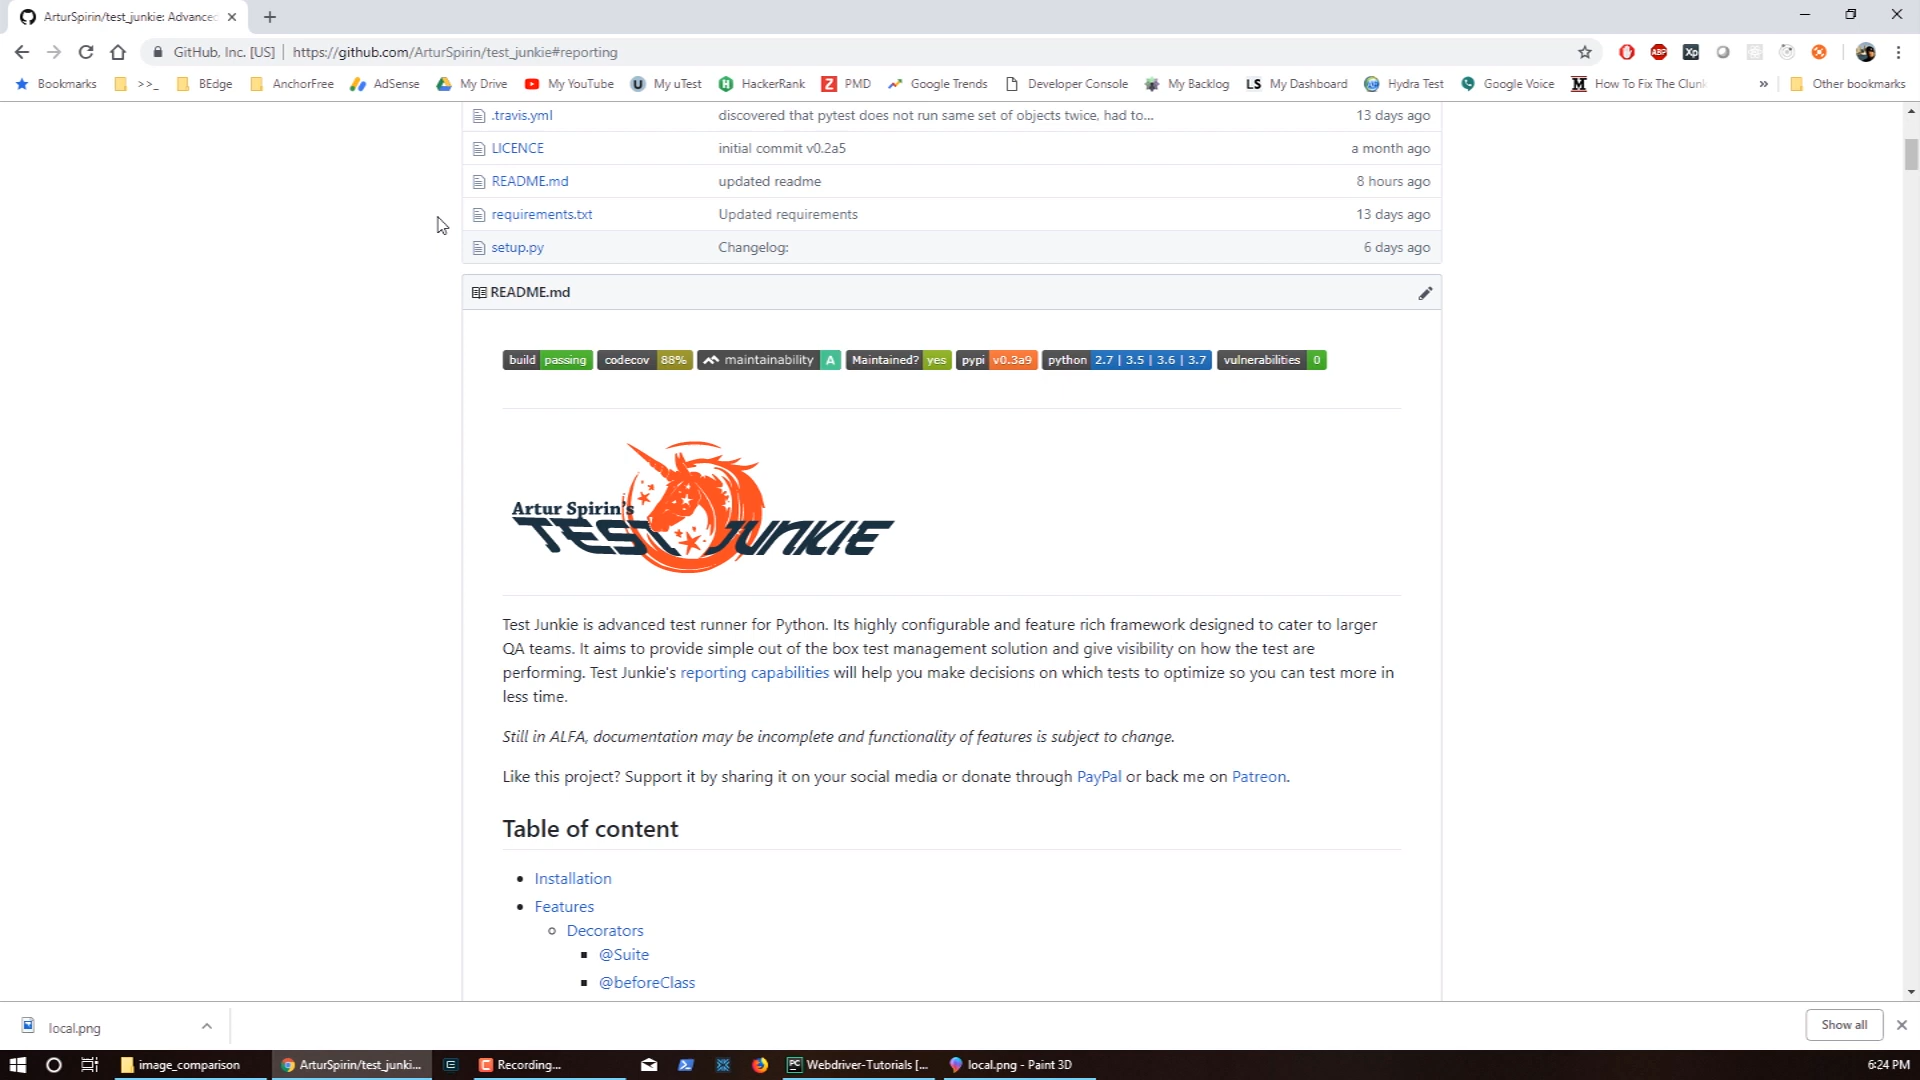 ArturSpirin/test_junkie: Advanced
GitHub, Inc. [US] | https://github.com/ArturSpirin/test_junkie#reporting
ABP
Xp
Bookmarks >>_ BEdge AnchorFree AdSense My Drive My YouTube My uTest HackerRank PMD Google Trends Developer Console My Backlog LS My Dashboard Hydra Test Google Voice How To Fix The Clun » Other bookmarks
.travis.yml discovered that pytest does not run same set of objects twice, had to... 13 days ago
LICENCE initial commit v0.2a5 a month ago
README.md updated readme 8 hours ago
requirements.txt Updated requirements 13 days ago
setup.py Changelog: 6 days ago
README.md
build passing codecov 88% maintainability A Maintained? yes pypi v0.3a9 python 2.7 | 3.5 | 3.6 | 3.7 vulnerabilities 0
Artur Spirin's
TEST JUNKIE
Test Junkie is advanced test runner for Python. Its highly configurable and feature rich framework designed to cater to larger
QA teams. It aims to provide simple out of the box test management solution and give visibility on how the test are
performing. Test Junkie's reporting capabilities will help you make decisions on which tests to optimize so you can test more in
less time.
Still in ALFA, documentation may be incomplete and functionality of features is subject to change.
Like this project? Support it by sharing it on your social media or donate through PayPal or back me on Patreon.
Table of content
Installation
Features
Decorators
@Suite
@beforeClass
local.png Show all
image_comparison ArturSpirin/test_junki... Recording... Webdriver-Tutorials [... local.png - Paint 3D 6:24 PM